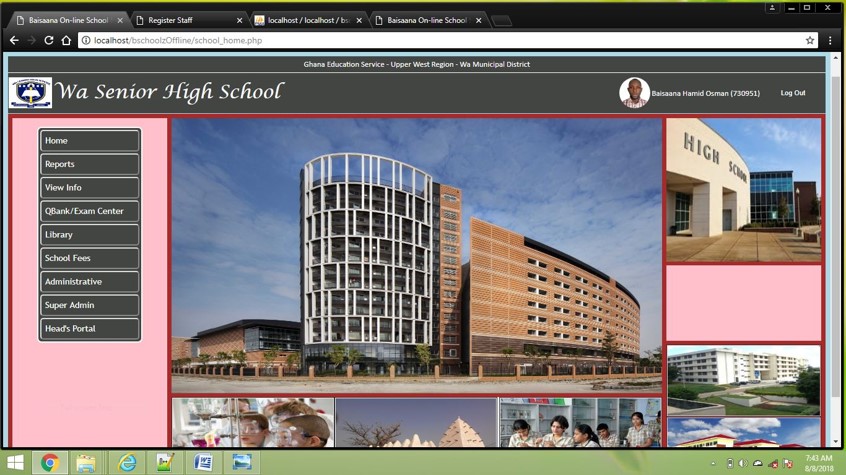 Baisaana On-line School
Register Staff
localhost / localhost / bs
Baisaana On-line School
localhost/bschoolzOffline/school_home.php
Ghana Education Service - Upper West Region - Wa Municipal District
Wa Senior High School
Baisaana Hamid Osman (730951)
Log Out
Home
Reports
View Info
QBank/Exam Center
Library
School Fees
Administrative
Super Admin
Head's Portal
HIGH SCHOOL
7:43 AM
8/8/2018